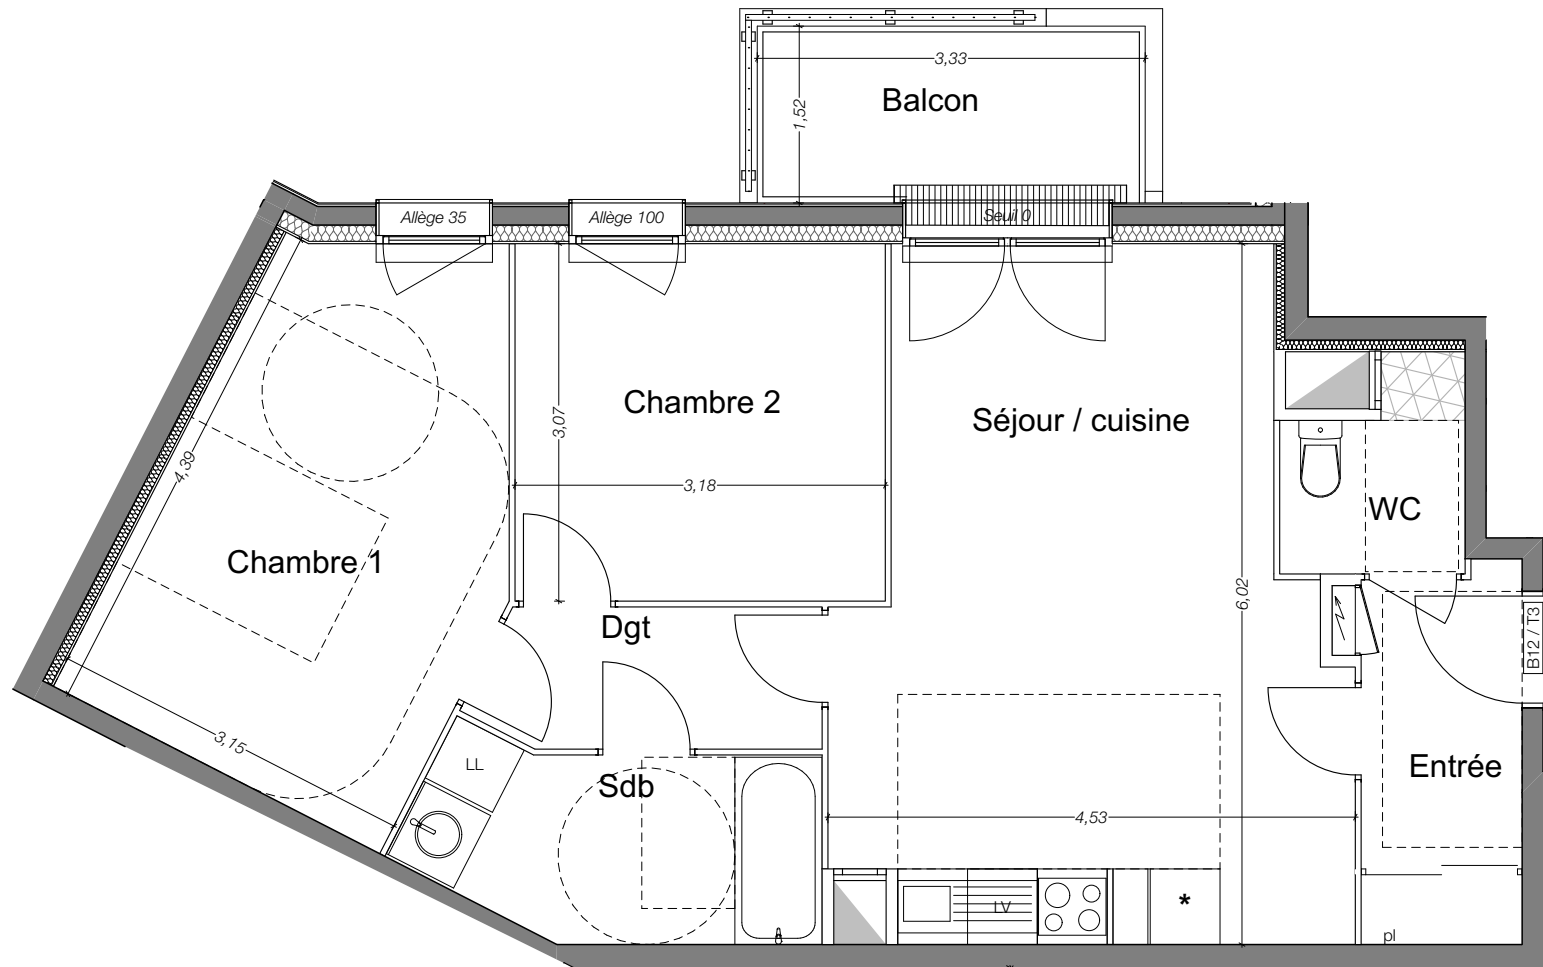 3,33
Balcon
1,52
Allège 35
Allège 100
Seuil 0
Chambre 2
3,07
Séjour / cuisine
4,39
3,18
WC
Chambre 1
6,02
Dgt
B12 / T3
3,15
LL
Sdb
Entrée
4,53
LV
*
pl